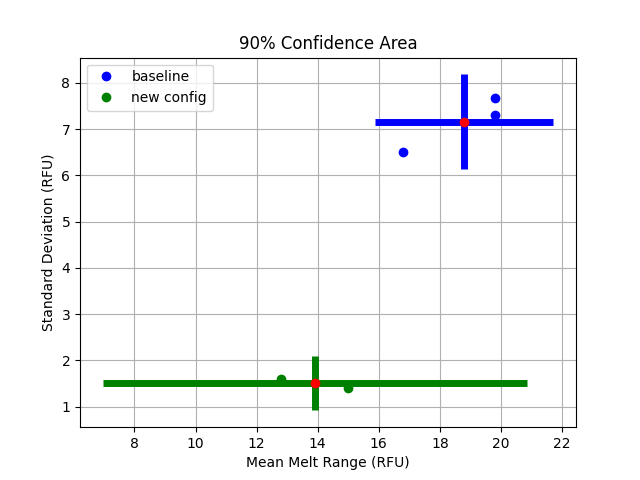 90% Confidence Area
baseline
new config
Standard Deviation (RFU)
8
7
6
5
4
3
2
1
8 10 12 14 16 18 20 22
Mean Melt Range (RFU)